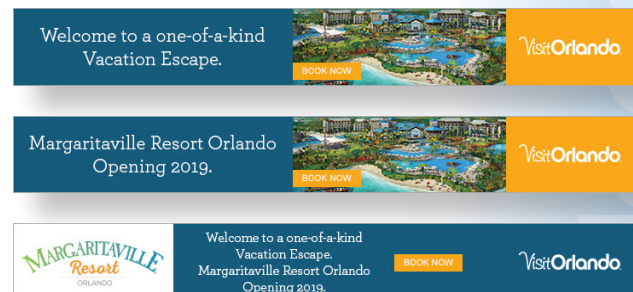 Welcome to a one-of-a-kind
Vacation Escape.
BOOK NOW
VisitOrlando
Margaritaville Resort Orlando
Opening 2019.
BOOK NOW
VisitOrlando
MARGARITAVILLE
Resort
ORLANDO
Welcome to a one-of-a-kind
Vacation Escape.
Margaritaville Resort Orlando
Opening 2019.
BOOK NOW
VisitOrlando